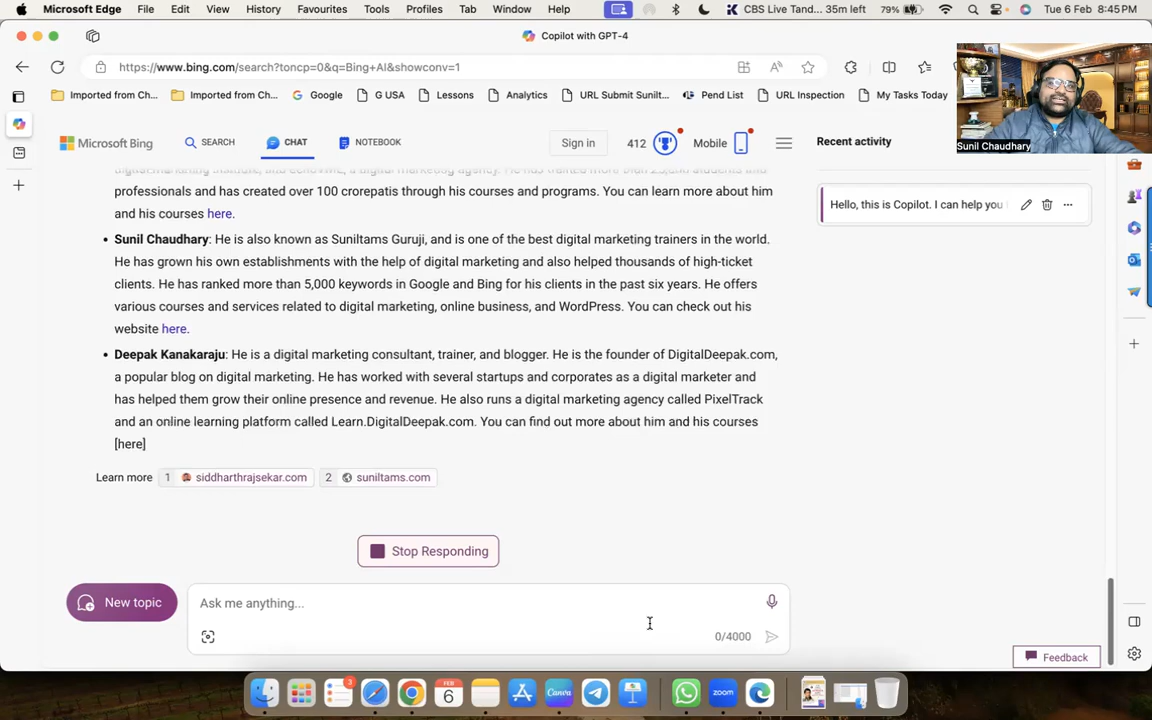 Microsoft Edge File Edit View History Favourites Tools Profiles Tab Window Help CBS Live Tand... 35m left 79% Tue 6 Feb 8:45 PM
Copilot with GPT-4
https://www.bing.com/search?toncp=0&q=Bing+AI&showconv=1
Imported from Ch... Imported from Ch... Google G USA Lessons Analytics URL Submit Sunilt... Pend List URL Inspection My Tasks Today
Sunil Chaudhary
Microsoft Bing SEARCH CHAT NOTEBOOK Sign in 412 Mobile Recent activity
professionals and has created over 100 crorepatis through his courses and programs. You can learn more about him
and his courses here.
Hello, this is Copilot. I can help you
• Sunil Chaudhary: He is also known as Suniltams Guruji, and is one of the best digital marketing trainers in the world.
He has grown his own establishments with the help of digital marketing and also helped thousands of high-ticket
clients. He has ranked more than 5,000 keywords in Google and Bing for his clients in the past six years. He offers
various courses and services related to digital marketing, online business, and WordPress. You can check out his
website here.
• Deepak Kanakaraju: He is a digital marketing consultant, trainer, and blogger. He is the founder of DigitalDeepak.com,
a popular blog on digital marketing. He has worked with several startups and corporates as a digital marketer and
has helped them grow their online presence and revenue. He also runs a digital marketing agency called PixelTrack
and an online learning platform called Learn.DigitalDeepak.com. You can find out more about him and his courses
[here]
Learn more 1 siddharthrajsekar.com 2 suniltams.com
Stop Responding
New topic
Ask me anything...
0/4000
Feedback
3
FEB
6
Canva
zoom